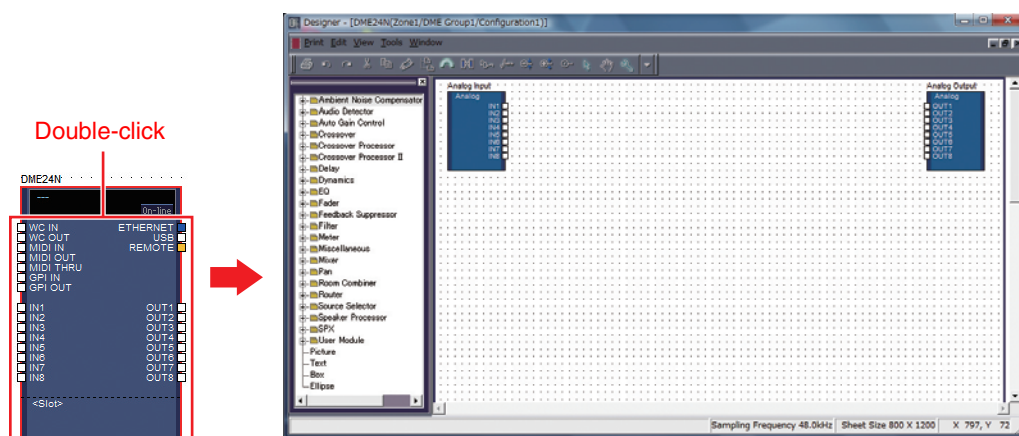 Double-click
DME24N
---
On-line
WC IN ETHERNET
WC OUT USB
MIDI IN REMOTE
MIDI OUT
MIDI THRU
GPI IN
GPI OUT
IN1 OUT1
IN2 OUT2
IN3 OUT3
IN4 OUT4
IN5 OUT5
IN6 OUT6
IN7 OUT7
IN8 OUT8
<Slot>
Designer - [DME24N(Zone1/DME Group1/Configuration1)]
Print Edit View Tools Window
Ambient Noise Compensator
Audio Detector
Auto Gain Control
Crossover
Crossover Processor
Crossover Processor II
Delay
Dynamics
EQ
Fader
Feedback Suppressor
Filter
Meter
Miscellaneous
Mixer
Pan
Room Combiner
Router
Source Selector
Speaker Processor
SPX
User Module
Picture
Text
Box
Ellipse
Analog Input
Analog
IN1
IN2
IN3
IN4
IN5
IN6
IN7
IN8
Analog Output
Analog
OUT1
OUT2
OUT3
OUT4
OUT5
OUT6
OUT7
OUT8
Sampling Frequency 48.0kHz Sheet Size 800 X 1200 X 797, Y 72